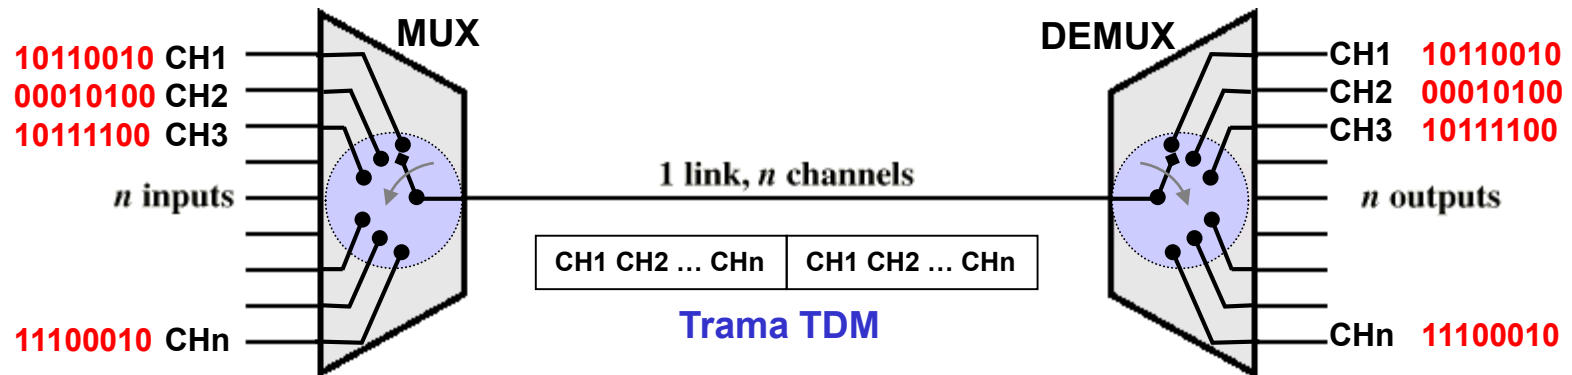 MUX
DEMUX
10110010 CH1
00010100 CH2
10111100 CH3
n inputs
11100010 CHn
1 link, n channels
CH1 CH2 … CHn CH1 CH2 … CHn
Trama TDM
CH1 10110010
CH2 00010100
CH3 10111100
n outputs
CHn 11100010